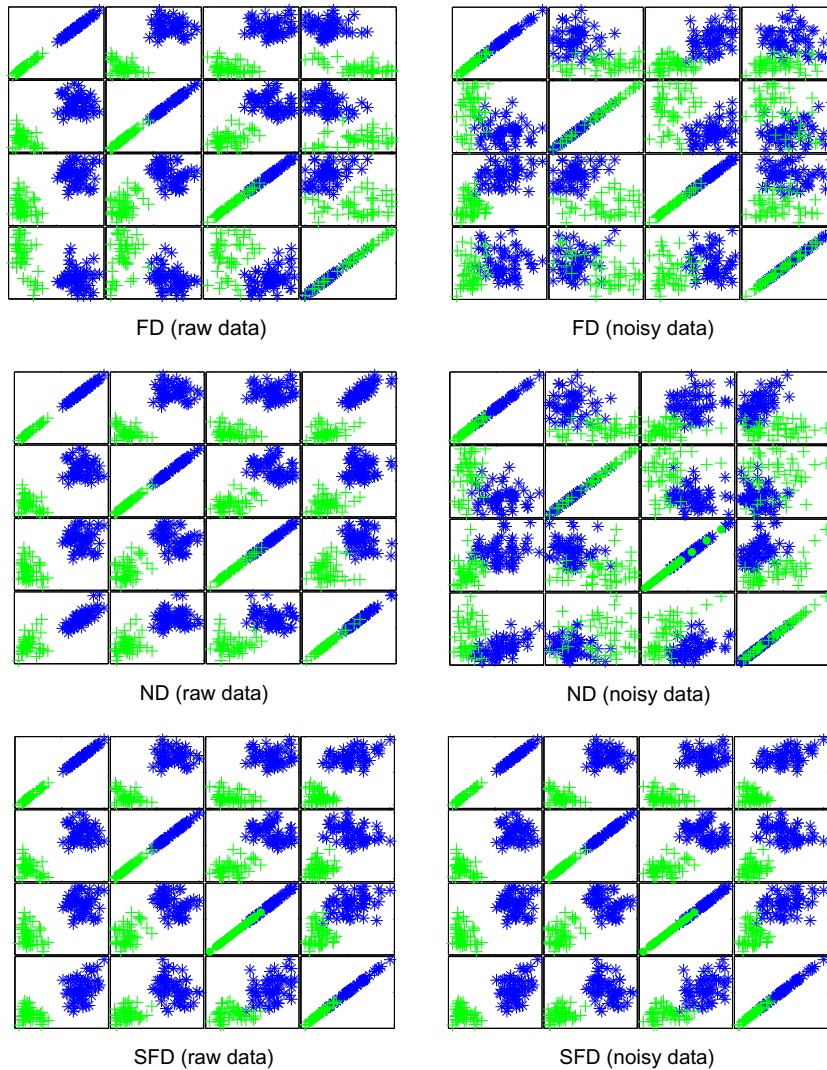 FD (raw data)
FD (noisy data)
ND (raw data)
ND (noisy data)
SFD (raw data)
SFD (noisy data)